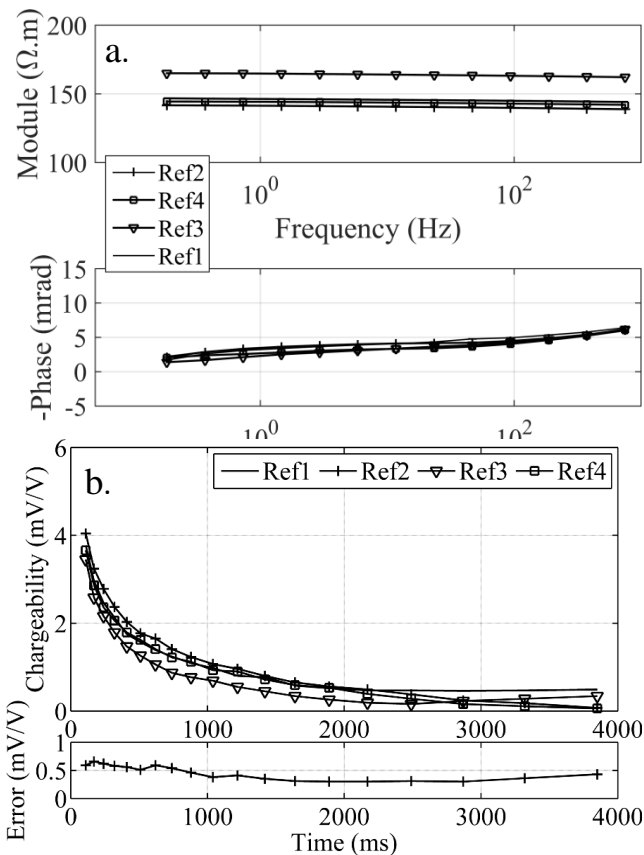 a.
Module (Ω.m)
200
150
100
10^0
10^2
Frequency (Hz)
Ref2
Ref4
Ref3
Ref1
-Phase (mrad)
15
10
5
0
-5
10^0
10^2
b.
Chargeability (mV/V)
6
4
2
0
Ref1 Ref2 Ref3 Ref4
0 1000 2000 3000 4000
Error (mV/V)
1
0.5
0
0 1000 2000 3000 4000
Time (ms)